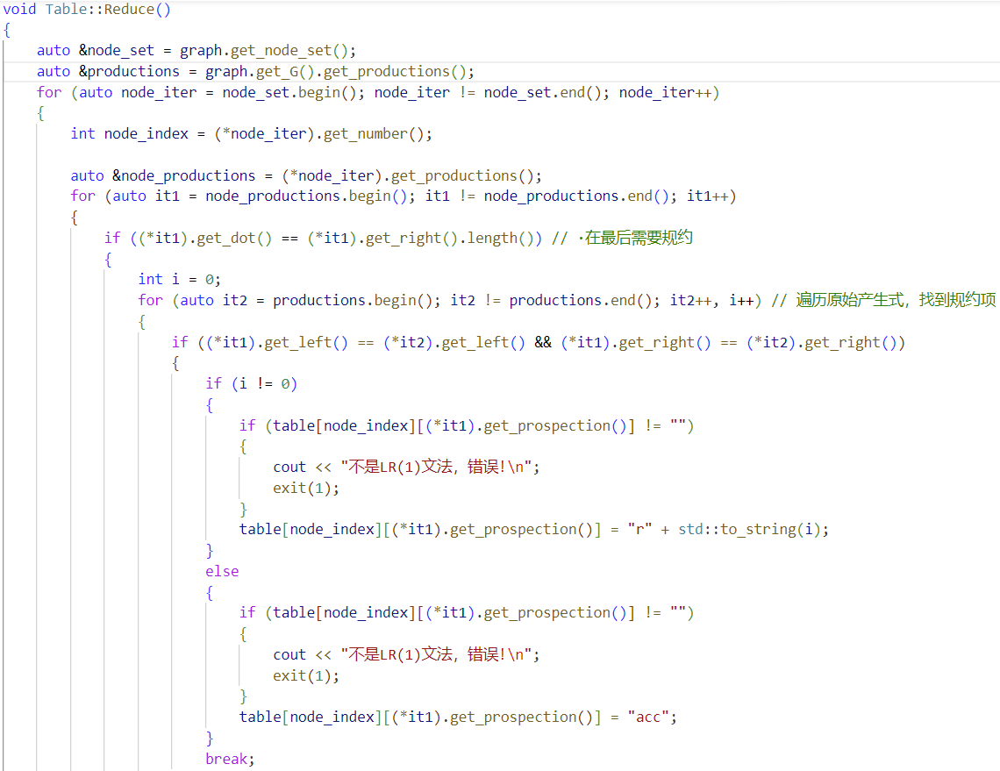 void Table::Reduce()
{
    auto &node_set = graph.get_node_set();
    auto &productions = graph.get_G().get_productions();
    for (auto node_iter = node_set.begin(); node_iter != node_set.end(); node_iter++)
    {
        int node_index = (*node_iter).get_number();

        auto &node_productions = (*node_iter).get_productions();
        for (auto it1 = node_productions.begin(); it1 != node_productions.end(); it1++)
        {
            if ((*it1).get_dot() == (*it1).get_right().length()) // ·在最后需要规约
            {
                int i = 0;
                for (auto it2 = productions.begin(); it2 != productions.end(); it2++, i++) // 遍历原始产生式，找到规约项
                {
                    if ((*it1).get_left() == (*it2).get_left() && (*it1).get_right() == (*it2).get_right())
                    {
                        if (i != 0)
                        {
                            if (table[node_index][(*it1).get_prospection()] != "")
                            {
                                cout << "不是LR(1)文法，错误!\n";
                                exit(1);
                            }
                            table[node_index][(*it1).get_prospection()] = "r" + std::to_string(i);
                        }
                        else
                        {
                            if (table[node_index][(*it1).get_prospection()] != "")
                            {
                                cout << "不是LR(1)文法，错误!\n";
                                exit(1);
                            }
                            table[node_index][(*it1).get_prospection()] = "acc";
                        }
                        break;